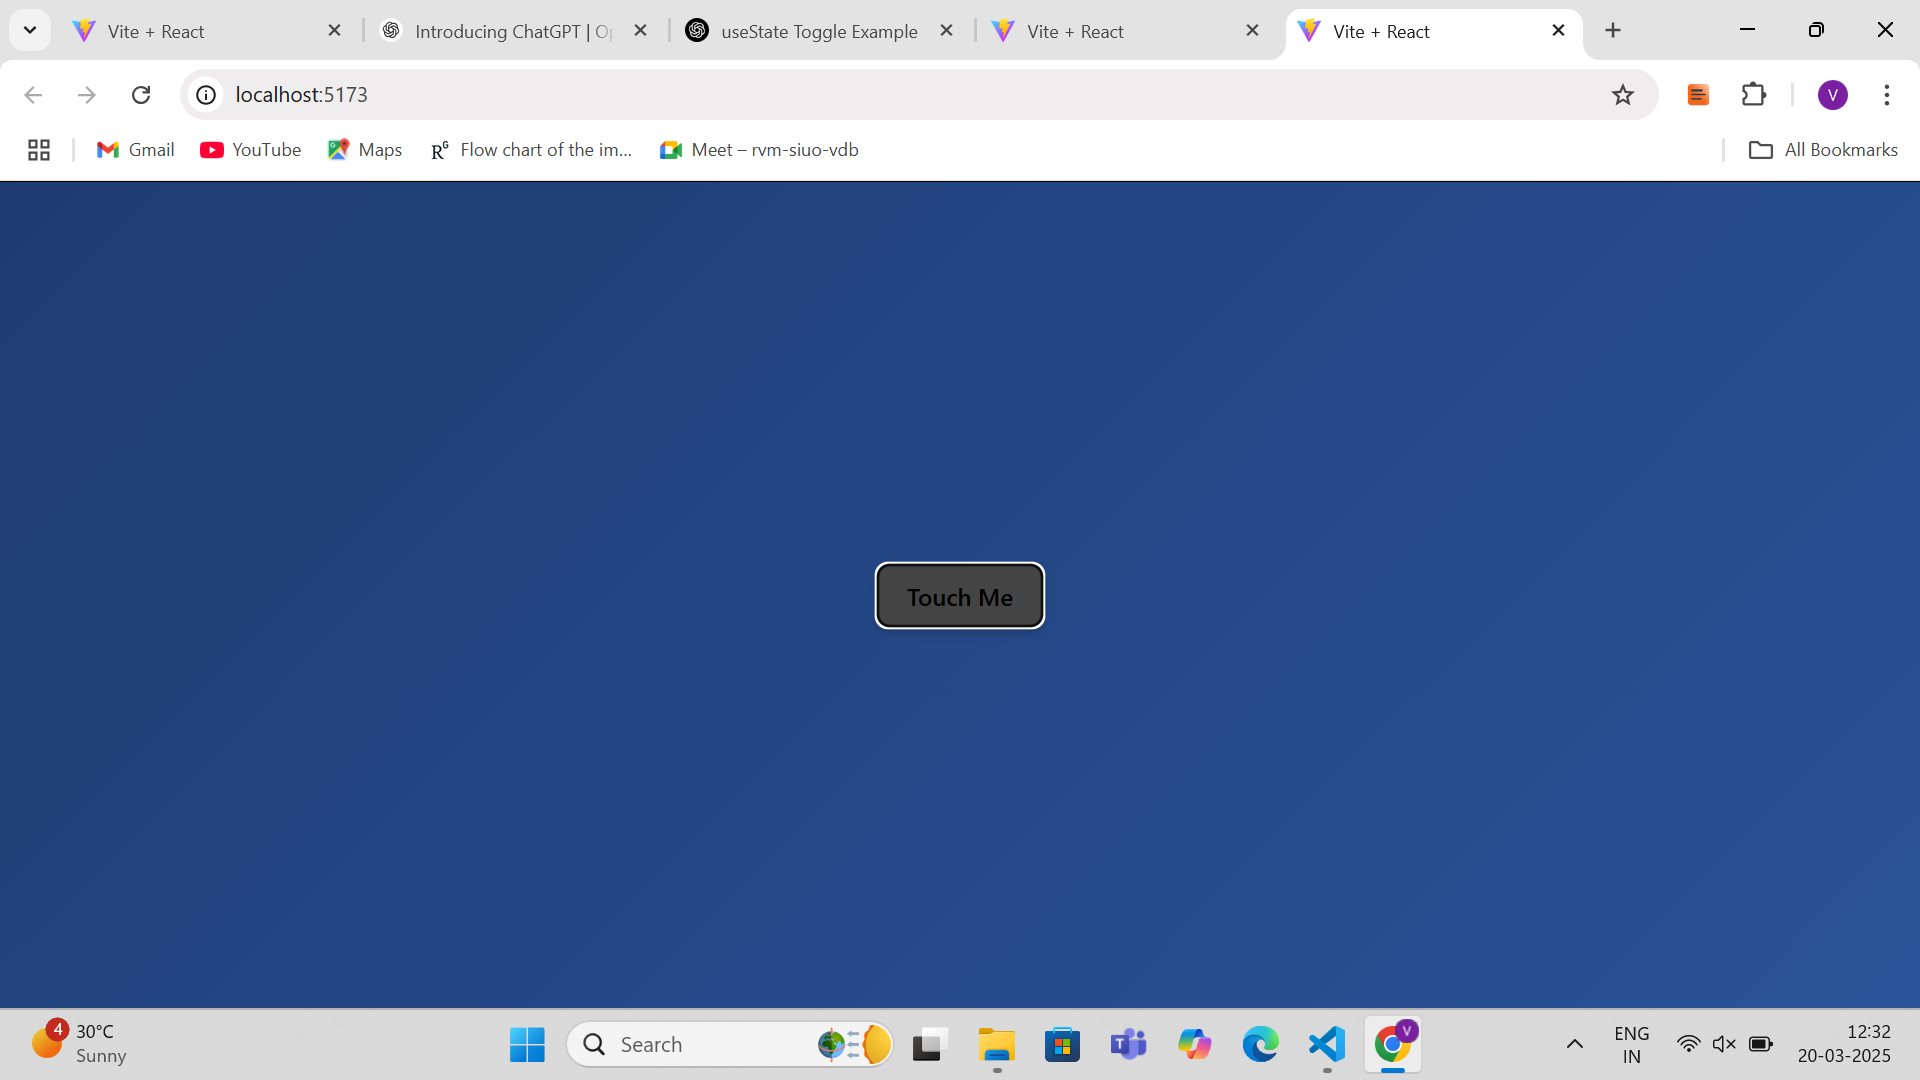 Vite + React
Introducing ChatGPT | Op
useState Toggle Example
Vite + React
Vite + React
localhost:5173
V
Gmail
YouTube
Maps
RG Flow chart of the im...
Meet – rvm-siuo-vdb
All Bookmarks
Touch Me
4
30°C
Sunny
Search
T
V
ENG
IN
12:32
20-03-2025